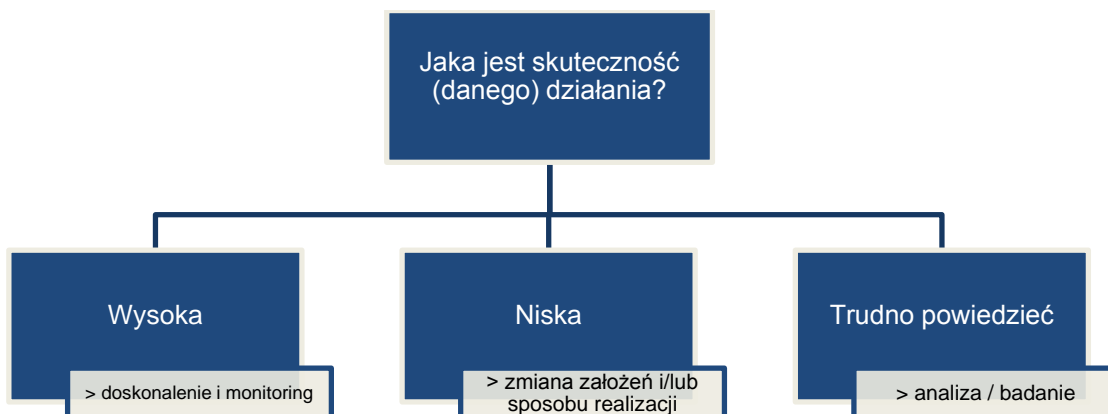 Jaka jest skuteczność
(danego) działania?
Wysoka
> doskonalenie i monitoring
Niska
> zmiana założeń i/lub
sposobu realizacji
Trudno powiedzieć
> analiza / badanie